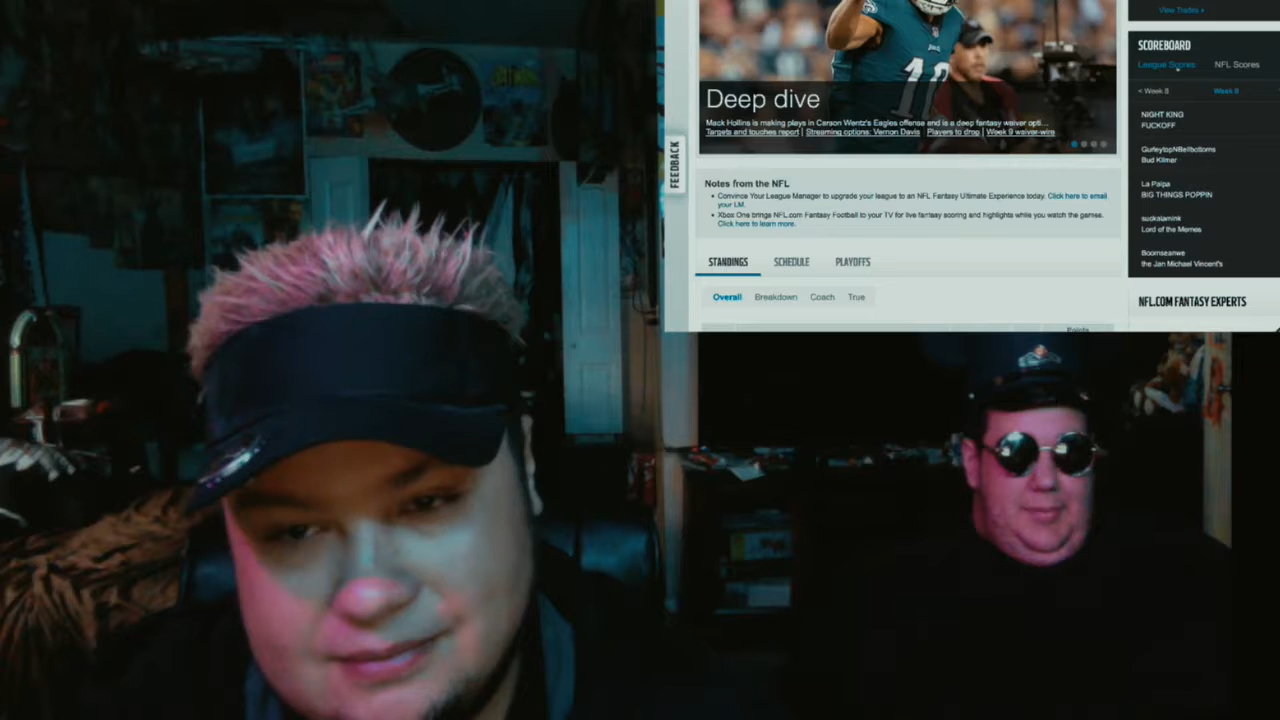 View Trades »
SCOREBOARD
League Scores NFL Scores
< Week 8 Week 8
NIGHT KING
FUCKOFF
GurleytopNBellbottoms
Bud Kilmer
La Paipa
BIG THINGS POPPIN
suckalamink
Lord of the Memes
Boomseanwe
the Jan Michael Vincent's
NFL.COM FANTASY EXPERTS
FEEDBACK
Deep dive
Mack Hollins is making plays in Carson Wentz's Eagles offense and is a deep fantasy waiver opti...
Targets and touches report | Streaming options: Vernon Davis Players to drop | Week 9 waiver-wins
Notes from the NFL
• Convince Your League Manager to upgrade your league to an NFL Fantasy Ultimate Experience today. Click here to email
your LM.
• Xbox One brings NFL.com Fantasy Football to your TV for live fantasy scoring and highlights while you watch the games.
Click here to learn more.
STANDINGS SCHEDULE PLAYOFFS
Overall Breakdown Coach True
Points